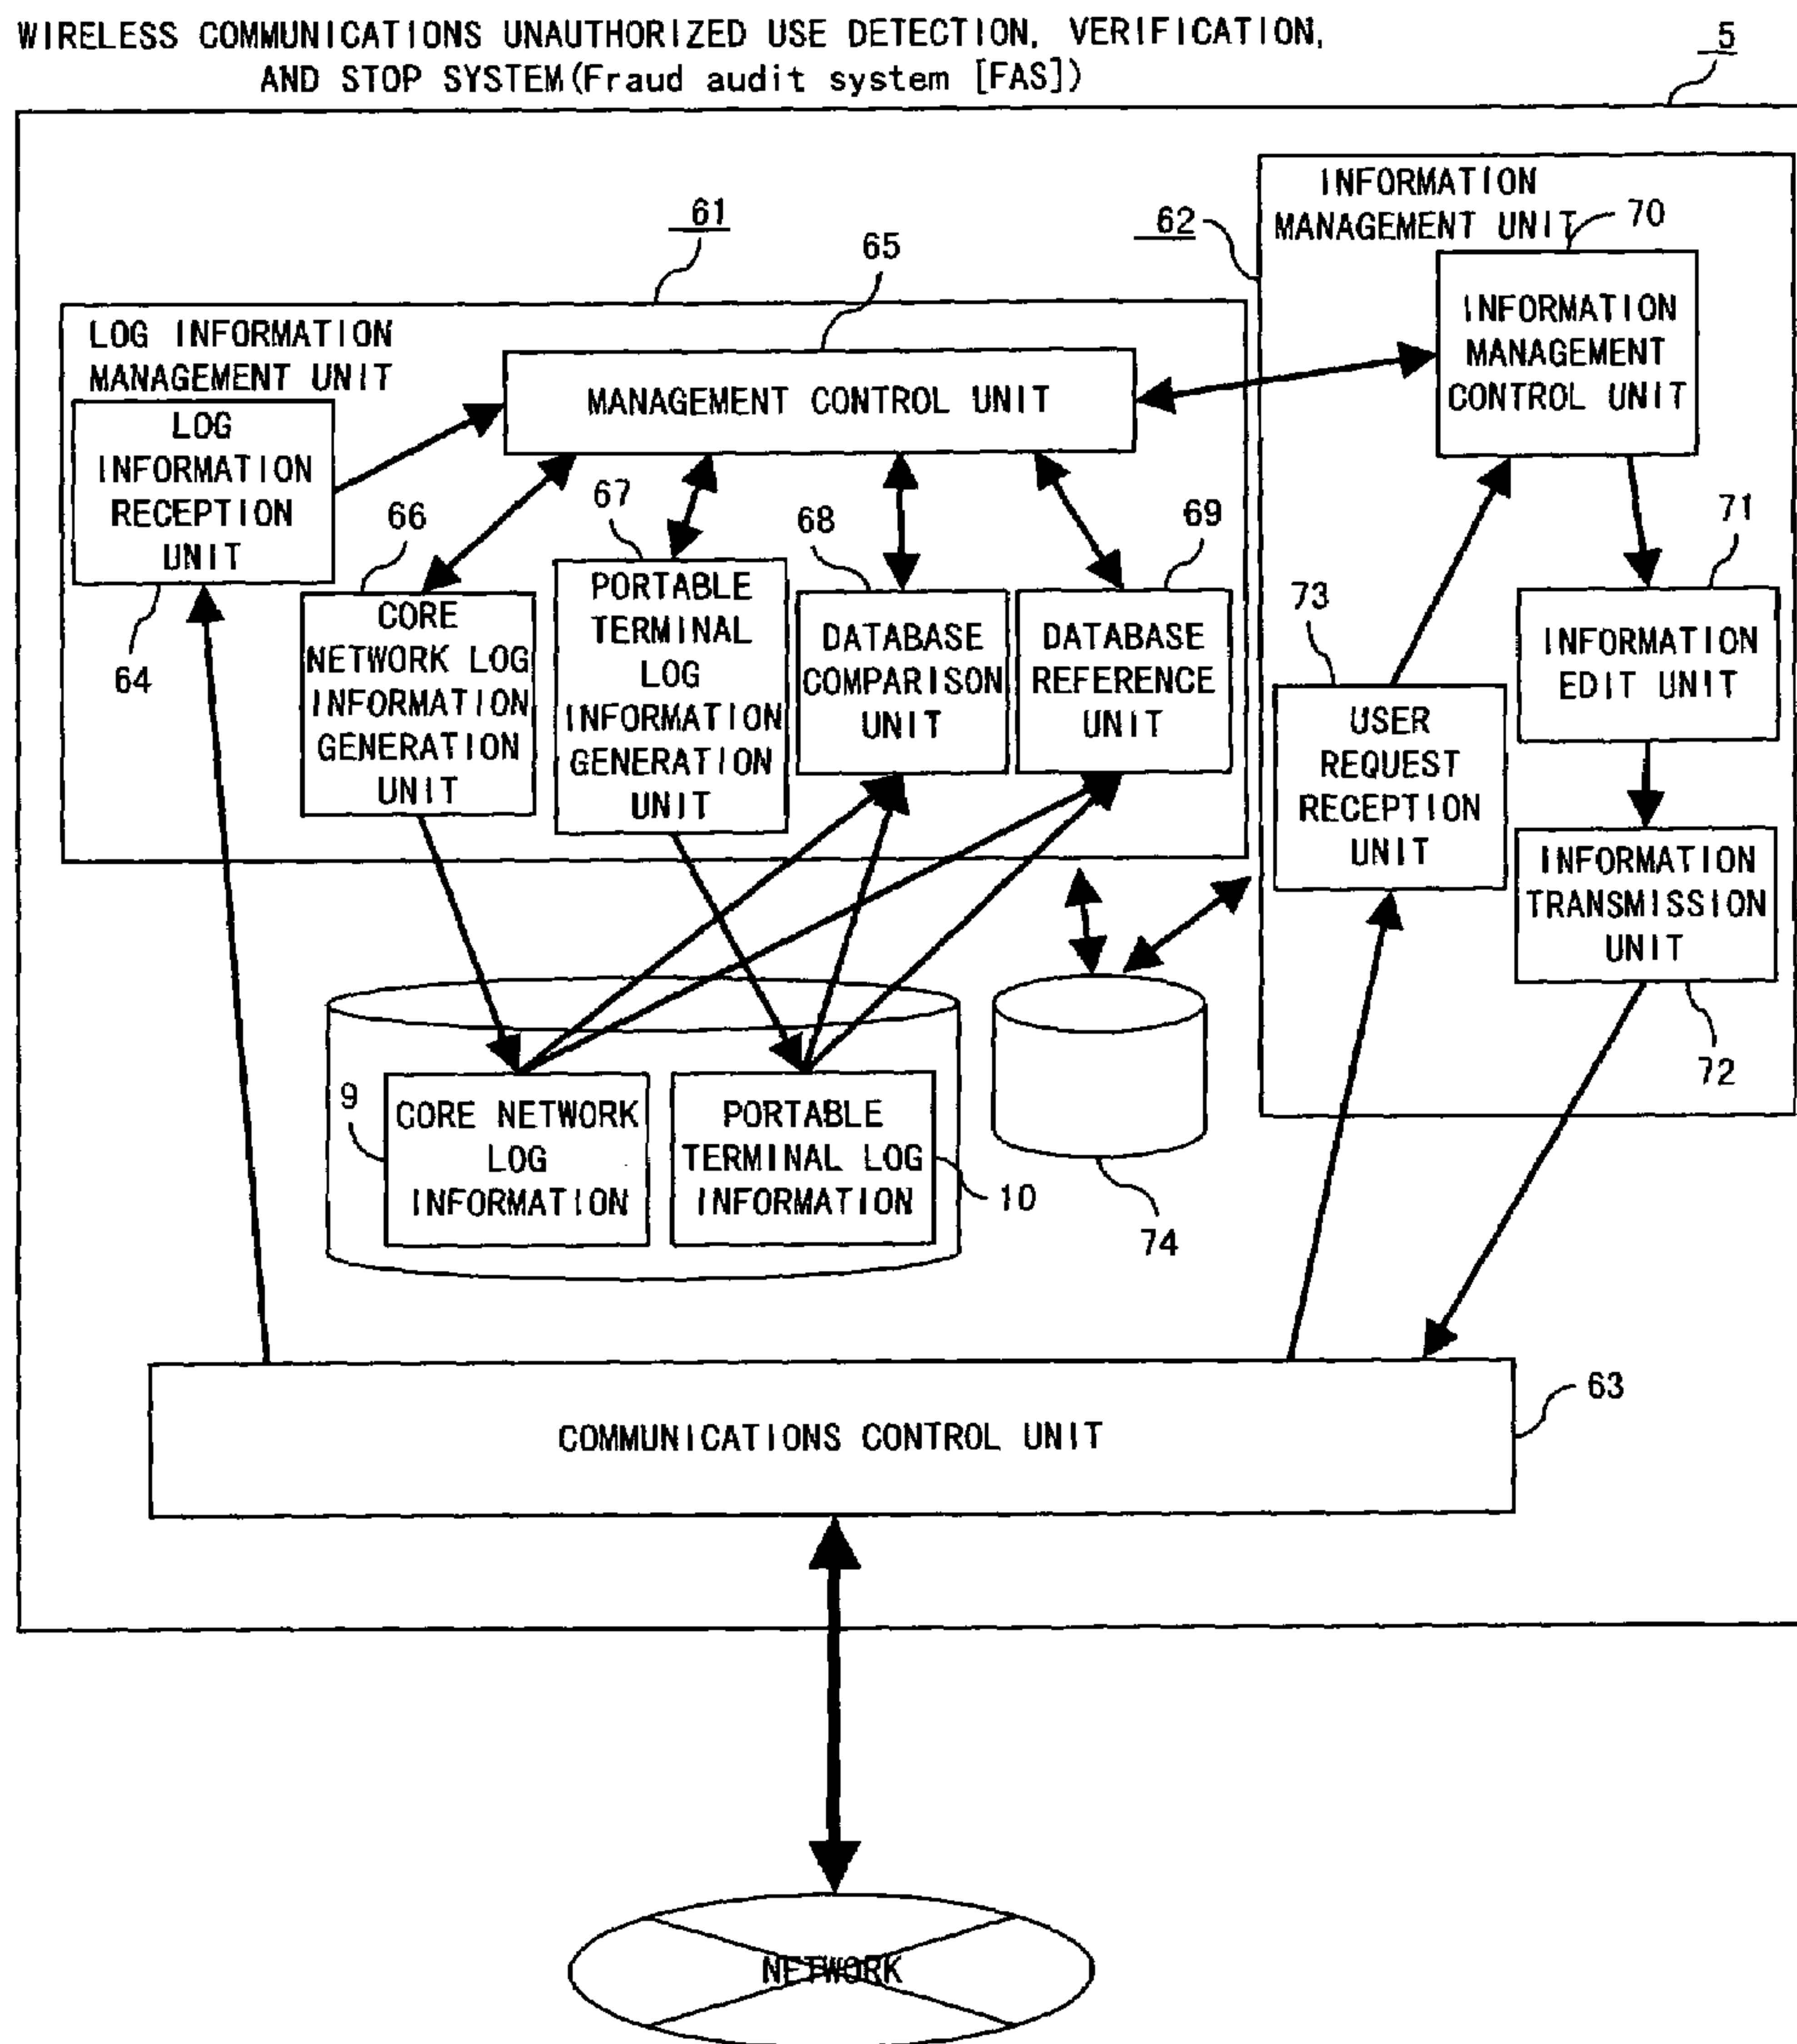 WIRELESS COMMUNICATIONS UNAUTHORIZED USE DETECTION, VERIFICATION,
AND STOP SYSTEM(Fraud audit system [FAS])
5
61
65
62
INFORMATION
MANAGEMENT UNIT
70
LOG INFORMATION
MANAGEMENT UNIT
MANAGEMENT CONTROL UNIT
INFORMATION
MANAGEMENT
CONTROL UNIT
LOG
INFORMATION
RECEPTION
UNIT
64
66
67
68
69
71
73
CORE
NETWORK LOG
INFORMATION
GENERATION
UNIT
PORTABLE
TERMINAL
LOG
INFORMATION
GENERATION
UNIT
DATABASE
COMPARISON
UNIT
DATABASE
REFERENCE
UNIT
INFORMATION
EDIT UNIT
USER
REQUEST
RECEPTION
UNIT
INFORMATION
TRANSMISSION
UNIT
72
9
CORE NETWORK
LOG
INFORMATION
PORTABLE
TERMINAL LOG
INFORMATION
10
74
COMMUNICATIONS CONTROL UNIT
63
NETWORK